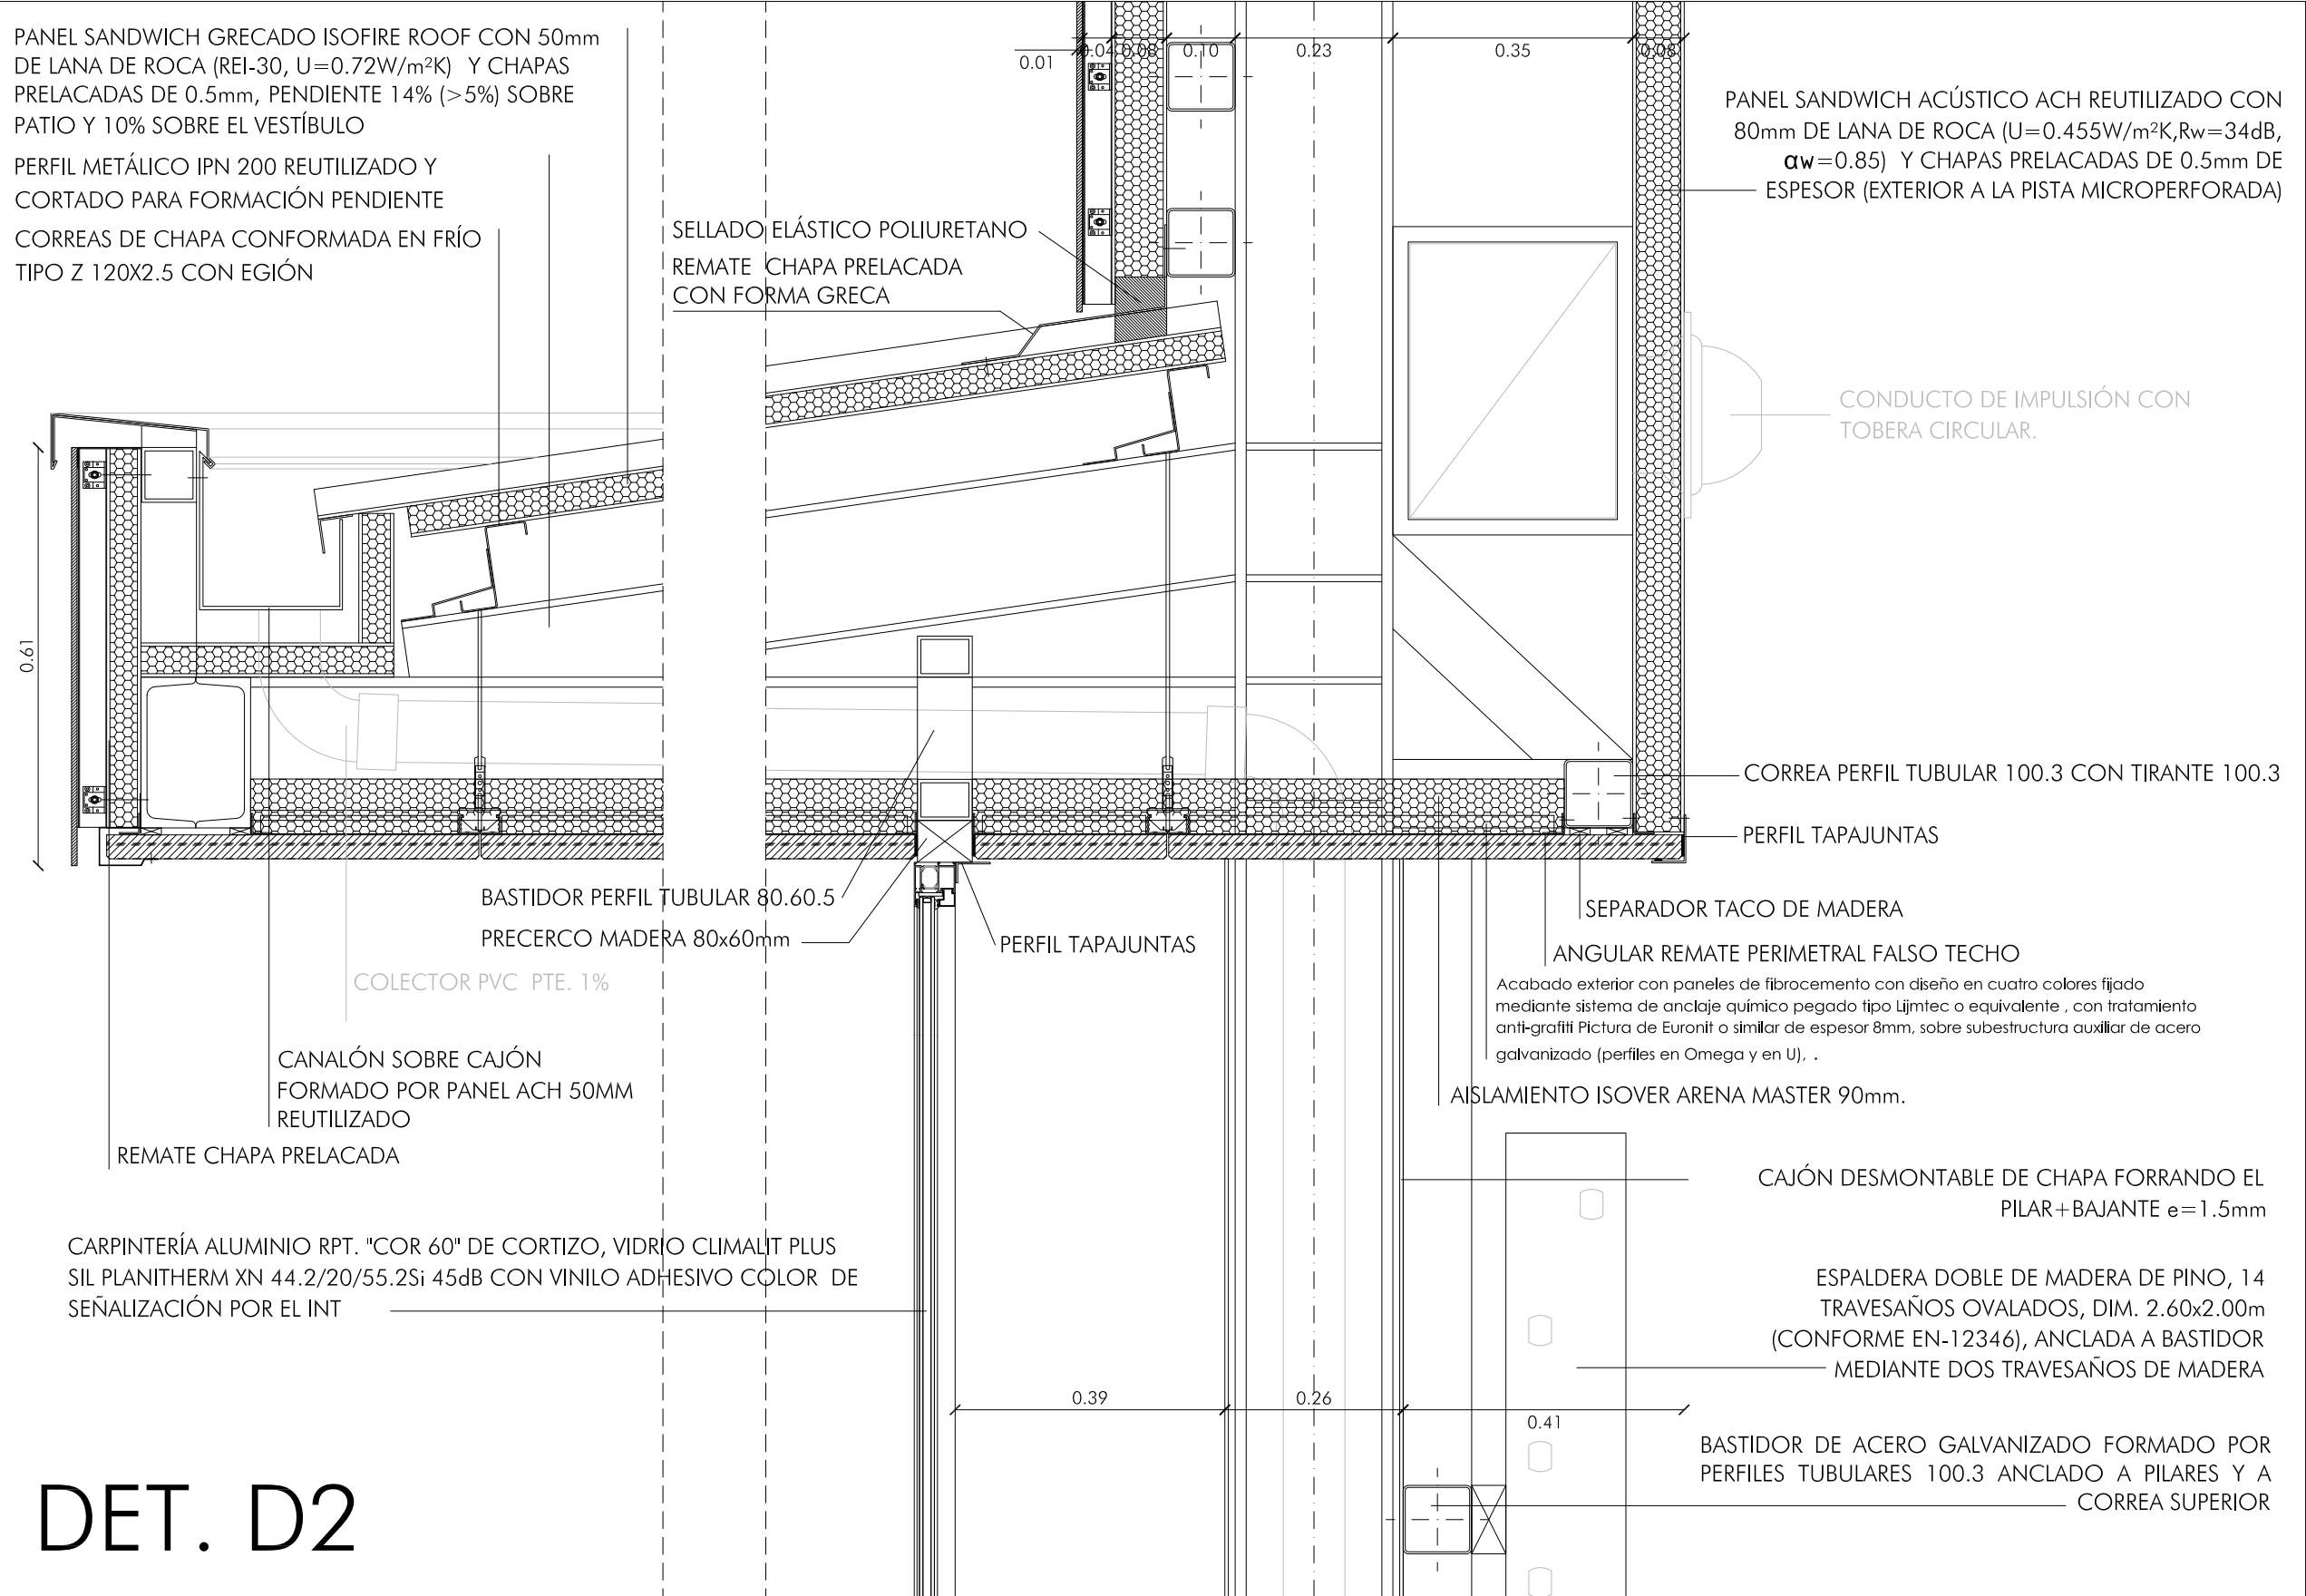 PANEL SANDWICH GRECADO ISOFIRE ROOF CON 50mm
DE LANA DE ROCA (REI-30, U=0.72W/m²K) Y CHAPAS
PRELACADAS DE 0.5mm, PENDIENTE 14% (>5%) SOBRE
PATIO Y 10% SOBRE EL VESTÍBULO
PERFIL METÁLICO IPN 200 REUTILIZADO Y
CORTADO PARA FORMACIÓN PENDIENTE
CORREAS DE CHAPA CONFORMADA EN FRÍO
TIPO Z 120X2.5 CON EGIÓN
SELLADO ELÁSTICO POLIURETANO
REMATE CHAPA PRELACADA
CON FORMA GRECA
0.01
0.04
0.08
0.10
0.23
0.35
0.08
PANEL SANDWICH ACÚSTICO ACH REUTILIZADO CON
80mm DE LANA DE ROCA (U=0.455W/m²K,Rw=34dB,
αw=0.85) Y CHAPAS PRELACADAS DE 0.5mm DE
ESPESOR (EXTERIOR A LA PISTA MICROPERFORADA)
CONDUCTO DE IMPULSIÓN CON
TOBERA CIRCULAR.
0.61
CORREA PERFIL TUBULAR 100.3 CON TIRANTE 100.3
PERFIL TAPAJUNTAS
SEPARADOR TACO DE MADERA
ANGULAR REMATE PERIMETRAL FALSO TECHO
Acabado exterior con paneles de fibrocemento con diseño en cuatro colores fijado
mediante sistema de anclaje químico pegado tipo Lijmtec o equivalente , con tratamiento
anti-grafiti Pictura de Euronit o similar de espesor 8mm, sobre subestructura auxiliar de acero
galvanizado (perfiles en Omega y en U), .
AISLAMIENTO ISOVER ARENA MASTER 90mm.
BASTIDOR PERFIL TUBULAR 80.60.5
PRECERCO MADERA 80x60mm
PERFIL TAPAJUNTAS
COLECTOR PVC PTE. 1%
CANALÓN SOBRE CAJÓN
FORMADO POR PANEL ACH 50MM
REUTILIZADO
REMATE CHAPA PRELACADA
CARPINTERÍA ALUMINIO RPT. "COR 60" DE CORTIZO, VIDRIO CLIMALIT PLUS
SIL PLANITHERM XN 44.2/20/55.2Si 45dB CON VINILO ADHESIVO COLOR DE
SEÑALIZACIÓN POR EL INT
CAJÓN DESMONTABLE DE CHAPA FORRANDO EL
PILAR+BAJANTE e=1.5mm
ESPALDERA DOBLE DE MADERA DE PINO, 14
TRAVESAÑOS OVALADOS, DIM. 2.60x2.00m
(CONFORME EN-12346), ANCLADA A BASTIDOR
MEDIANTE DOS TRAVESAÑOS DE MADERA
0.39
0.26
0.41
BASTIDOR DE ACERO GALVANIZADO FORMADO POR
PERFILES TUBULARES 100.3 ANCLADO A PILARES Y A
CORREA SUPERIOR
DET. D2